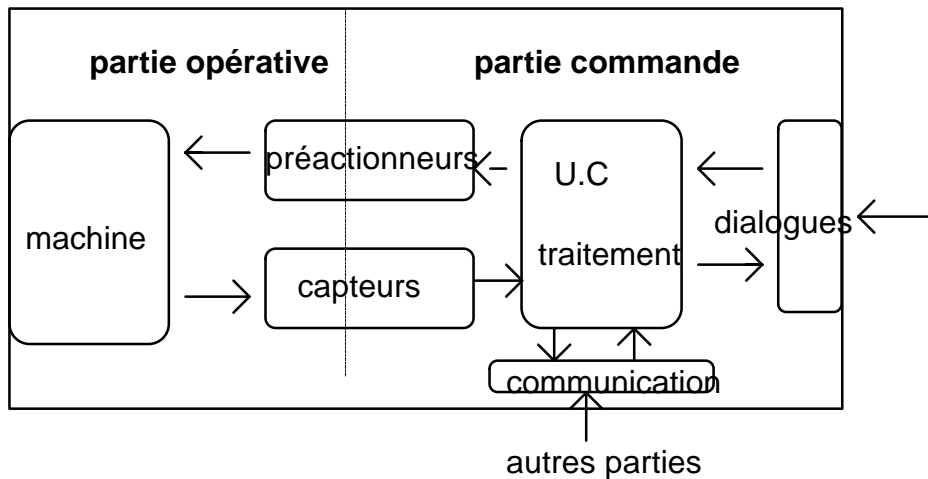 partie opérative
partie commande
préactionneurs
U.C
machine
dialogues
traitement
capteurs
communication
autres parties